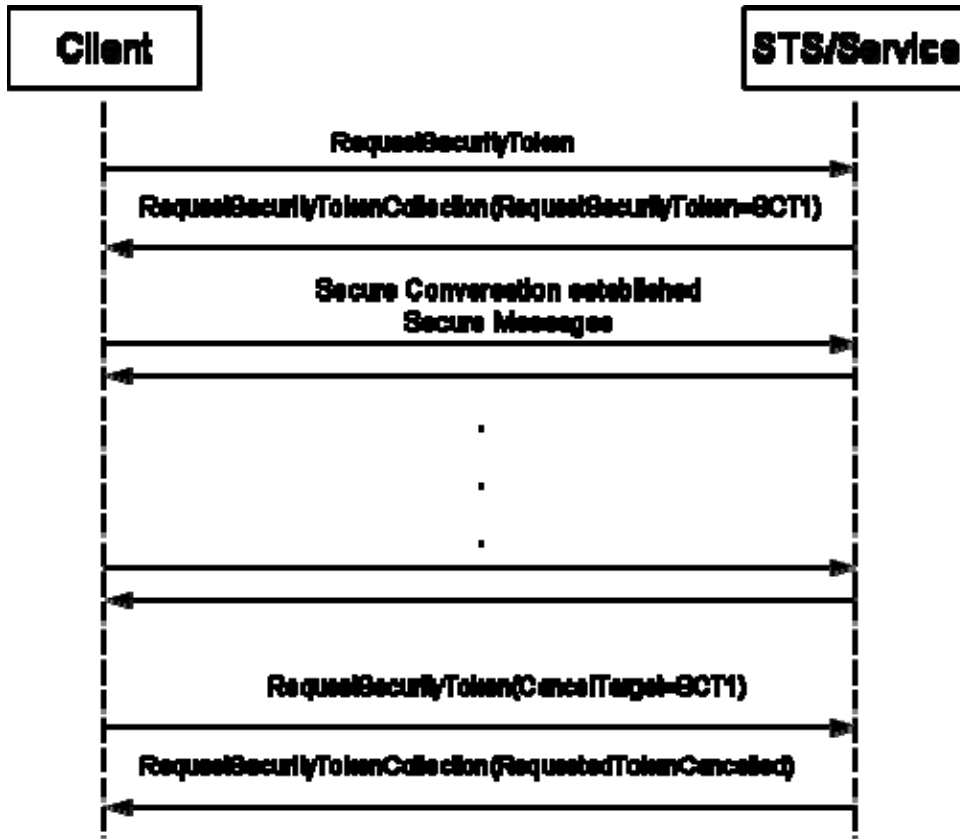 Client
STS/Service
RequestSecurityToken
RequestSecurityTokenCollection(RequestSecurityToken=SCT1)
Secure Conversation established
Secure Messages
.
.
.
RequestSecurityToken(CancelTarget=SCT1)
RequestSecurityTokenCollection(RequestedTokenCancelled)